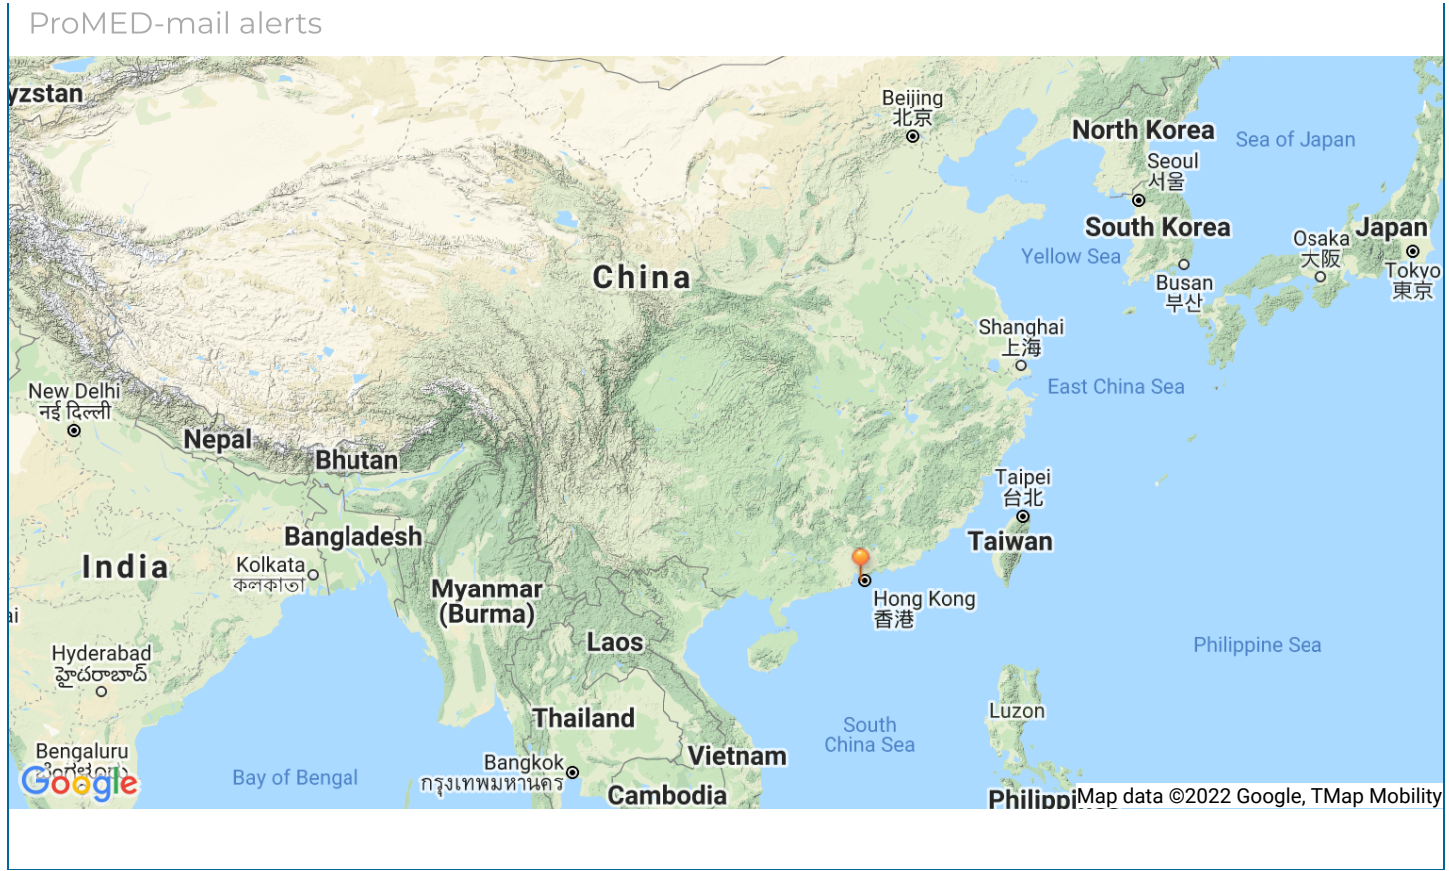 ProMED-mail alerts
yzstan
Beijing
北京
North Korea
Sea of Japan
Seoul
서울
South Korea
Japan
Osaka
大阪
Tokyo
東京
Yellow Sea
Busan
부산
China
Shanghai
上海
East China Sea
New Delhi
नई दिल्ली
Nepal
Bhutan
Taipei
台北
Taiwan
Bangladesh
India
Kolkata
কলকাতা
Myanmar
(Burma)
Hong Kong
香港
ai
Laos
Philippine Sea
Hyderabad
హైదరాబాద్
Luzon
Thailand
South
China Sea
Bengaluru
Vietnam
Bangkok
กรุงเทพมหานคร
Bay of Bengal
Google
Cambodia
Philippi
Map data ©2022 Google, TMap Mobility